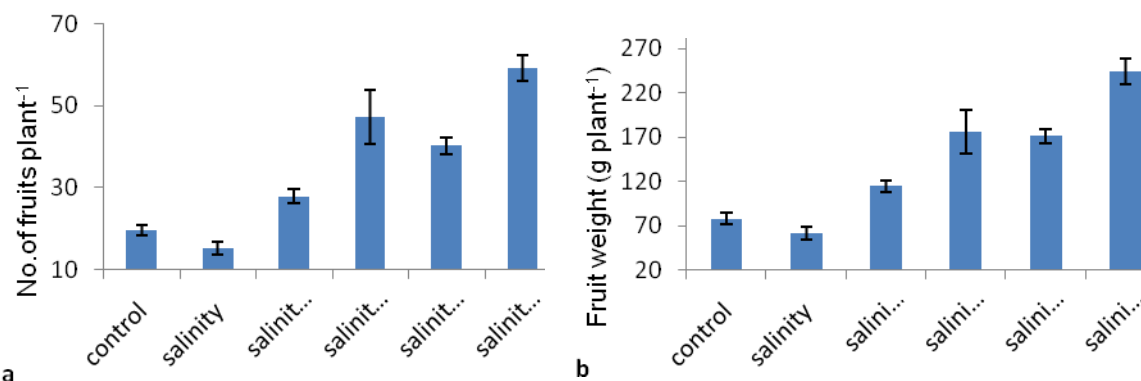 No. of fruits plant⁻¹
70
50
30
10
control
salinity
salinit...
salinit...
salinit...
salinit...
a
Fruit weight (g plant⁻¹)
270
220
170
120
70
20
control
salinity
salini...
salini...
salini...
salini...
b